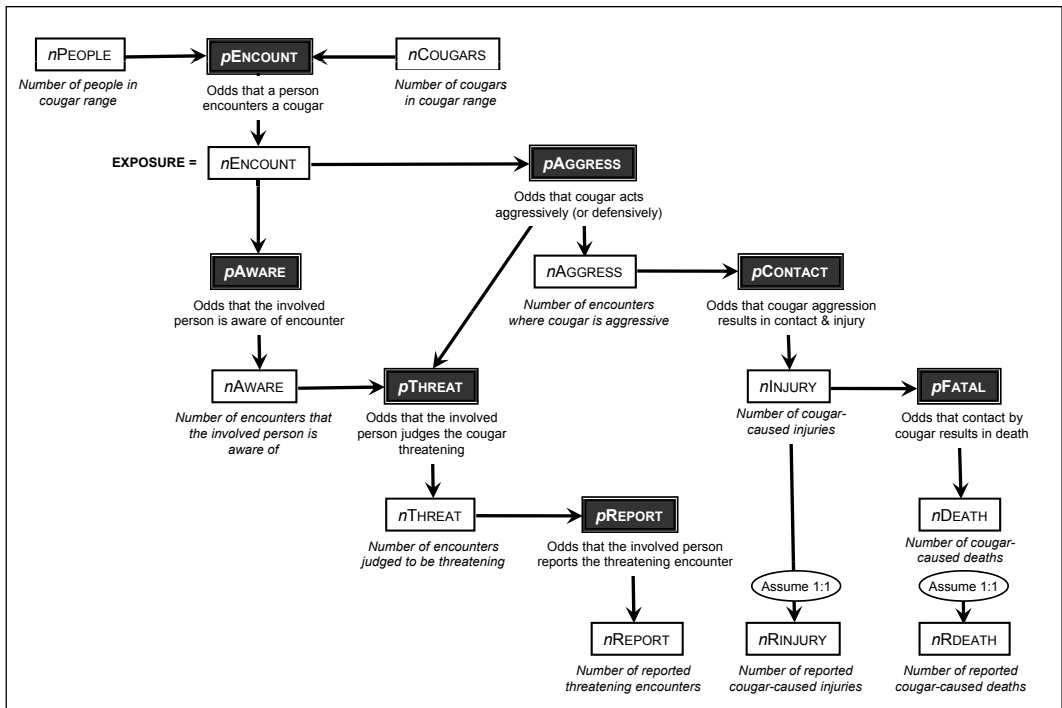 nPEOPLE
pENCOUNT
nCOUGARS
Number of people in
cougar range
Odds that a person
encounters a cougar
Number of cougars
in cougar range
EXPOSURE =
nENCOUNT
pAGGRESS
Odds that cougar acts
aggressively (or defensively)
pAWARE
nAGGRESS
pCONTACT
Odds that the involved
person is aware of encounter
Number of encounters
where cougar is aggressive
Odds that cougar aggression
results in contact & injury
nAWARE
pTHREAT
nINJURY
pFATAL
Number of encounters that
the involved person is
aware of
Odds that the involved
person judges the cougar
threatening
Number of cougar-
caused injuries
Odds that contact by
cougar results in death
nTHREAT
pREPORT
nDEATH
Number of encounters
judged to be threatening
Odds that the involved person
reports the threatening encounter
Number of cougar-
caused deaths
Assume 1:1
Assume 1:1
nREPORT
nRINJURY
nRDEATH
Number of reported
threatening encounters
Number of reported
cougar-caused injuries
Number of reported
cougar-caused deaths